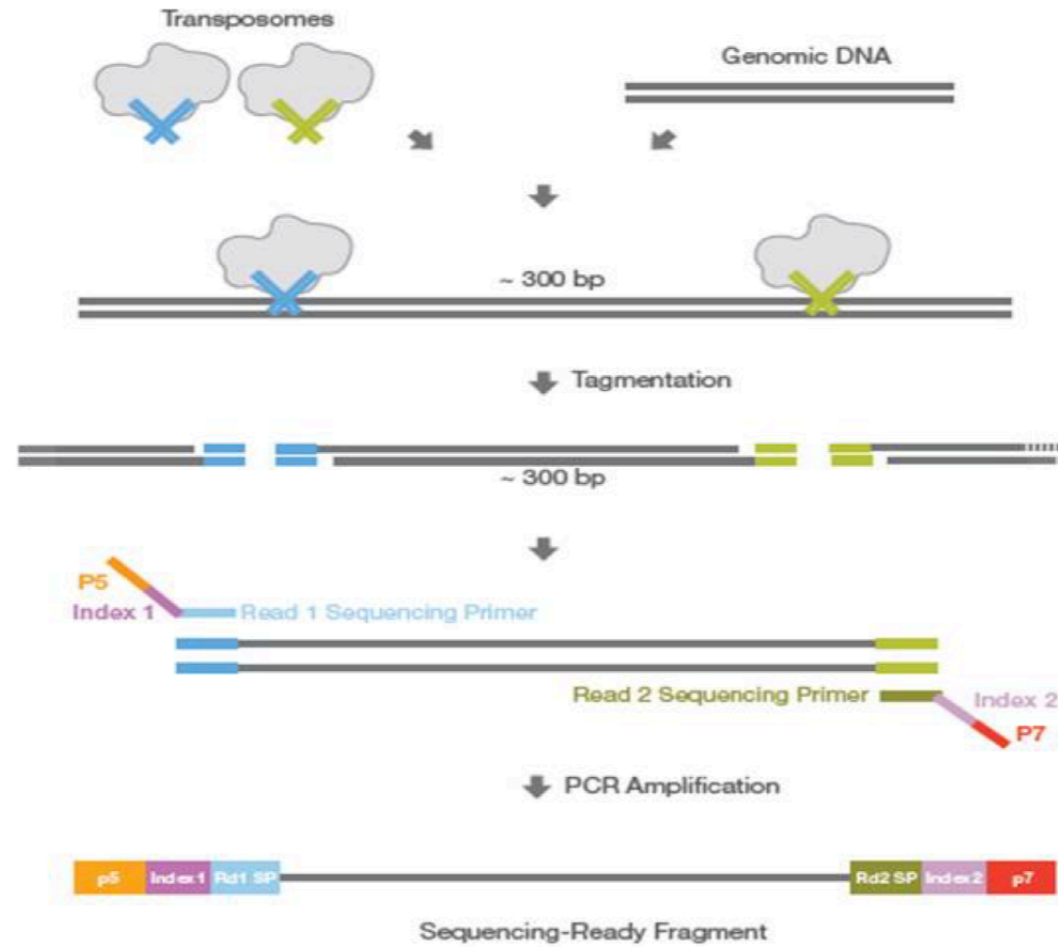 Transposomes
Genomic DNA
~ 300 bp
Tagmentation
~ 300 bp
P5
Index 1
Read 1 Sequencing Primer
Read 2 Sequencing Primer
Index 2
P7
PCR Amplification
p5 Index1 Rd1 SP
Rd2 SP Index2 p7
Sequencing-Ready Fragment